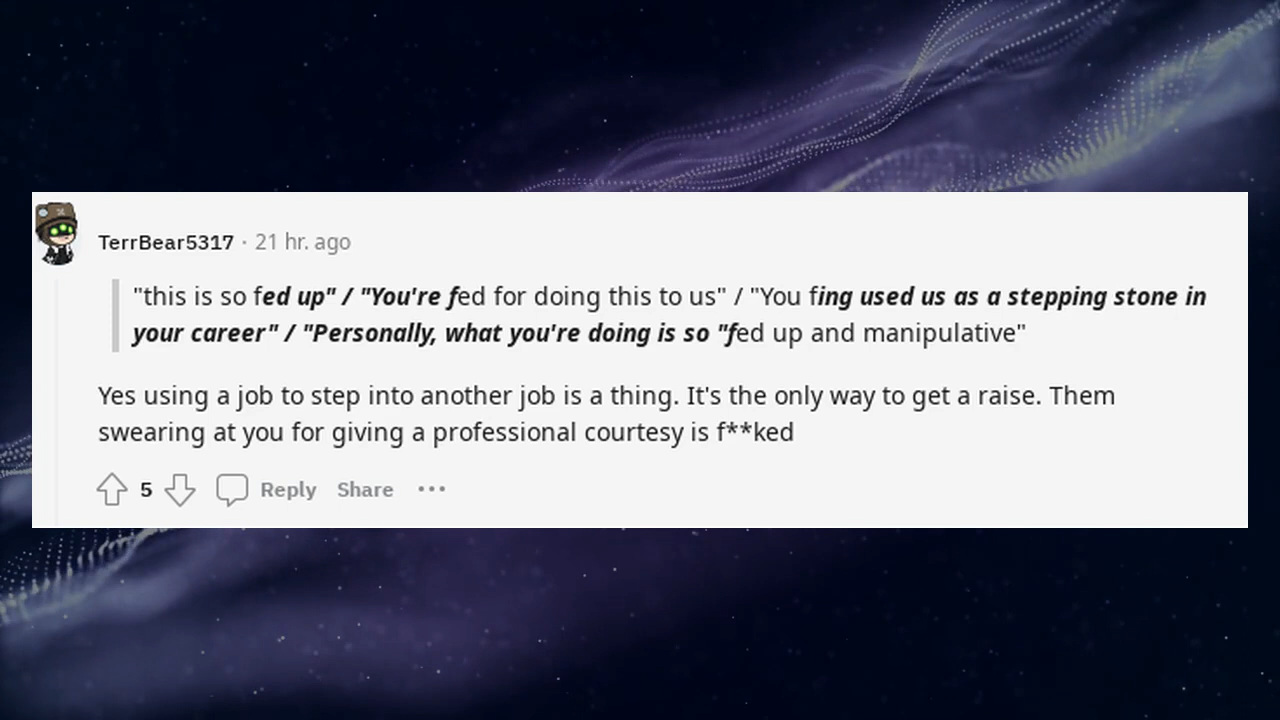 TerrBear5317 · 21 hr. ago
"this is so fed up" / "You're fed for doing this to us" / "You fing used us as a stepping stone in
your career" / "Personally, what you're doing is so "fed up and manipulative"
Yes using a job to step into another job is a thing. It's the only way to get a raise. Them
swearing at you for giving a professional courtesy is f**ked
5 Reply Share ···